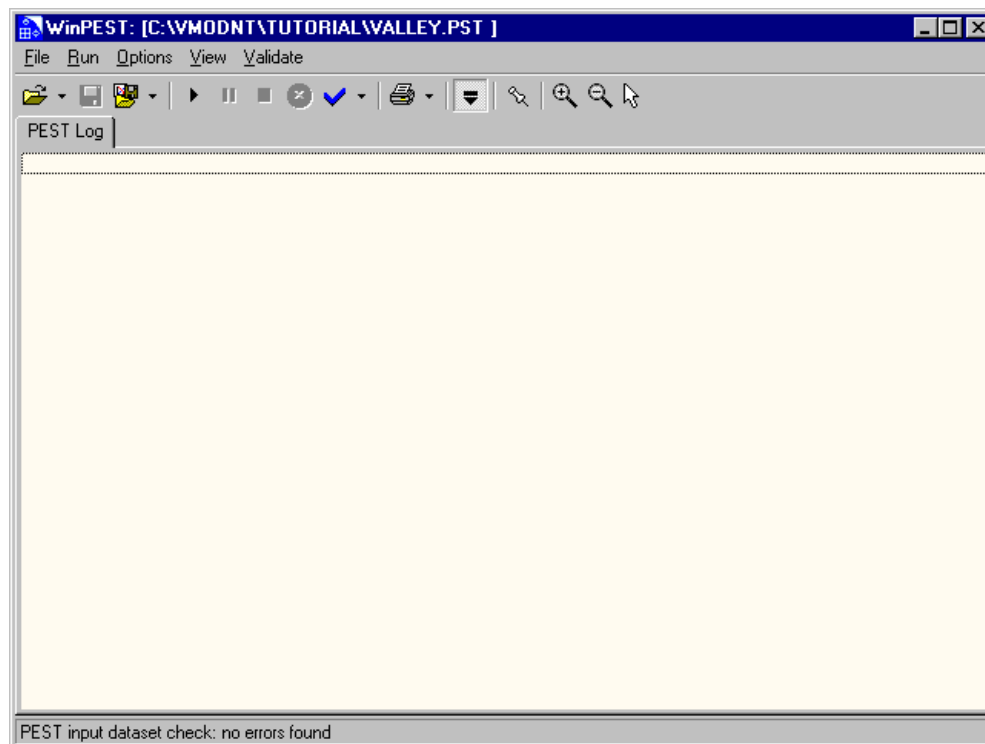 WinPEST: [C:\VMODNT\TUTORIAL\VALLEY.PST ]
File Run Options View Validate
PEST Log
PEST input dataset check: no errors found